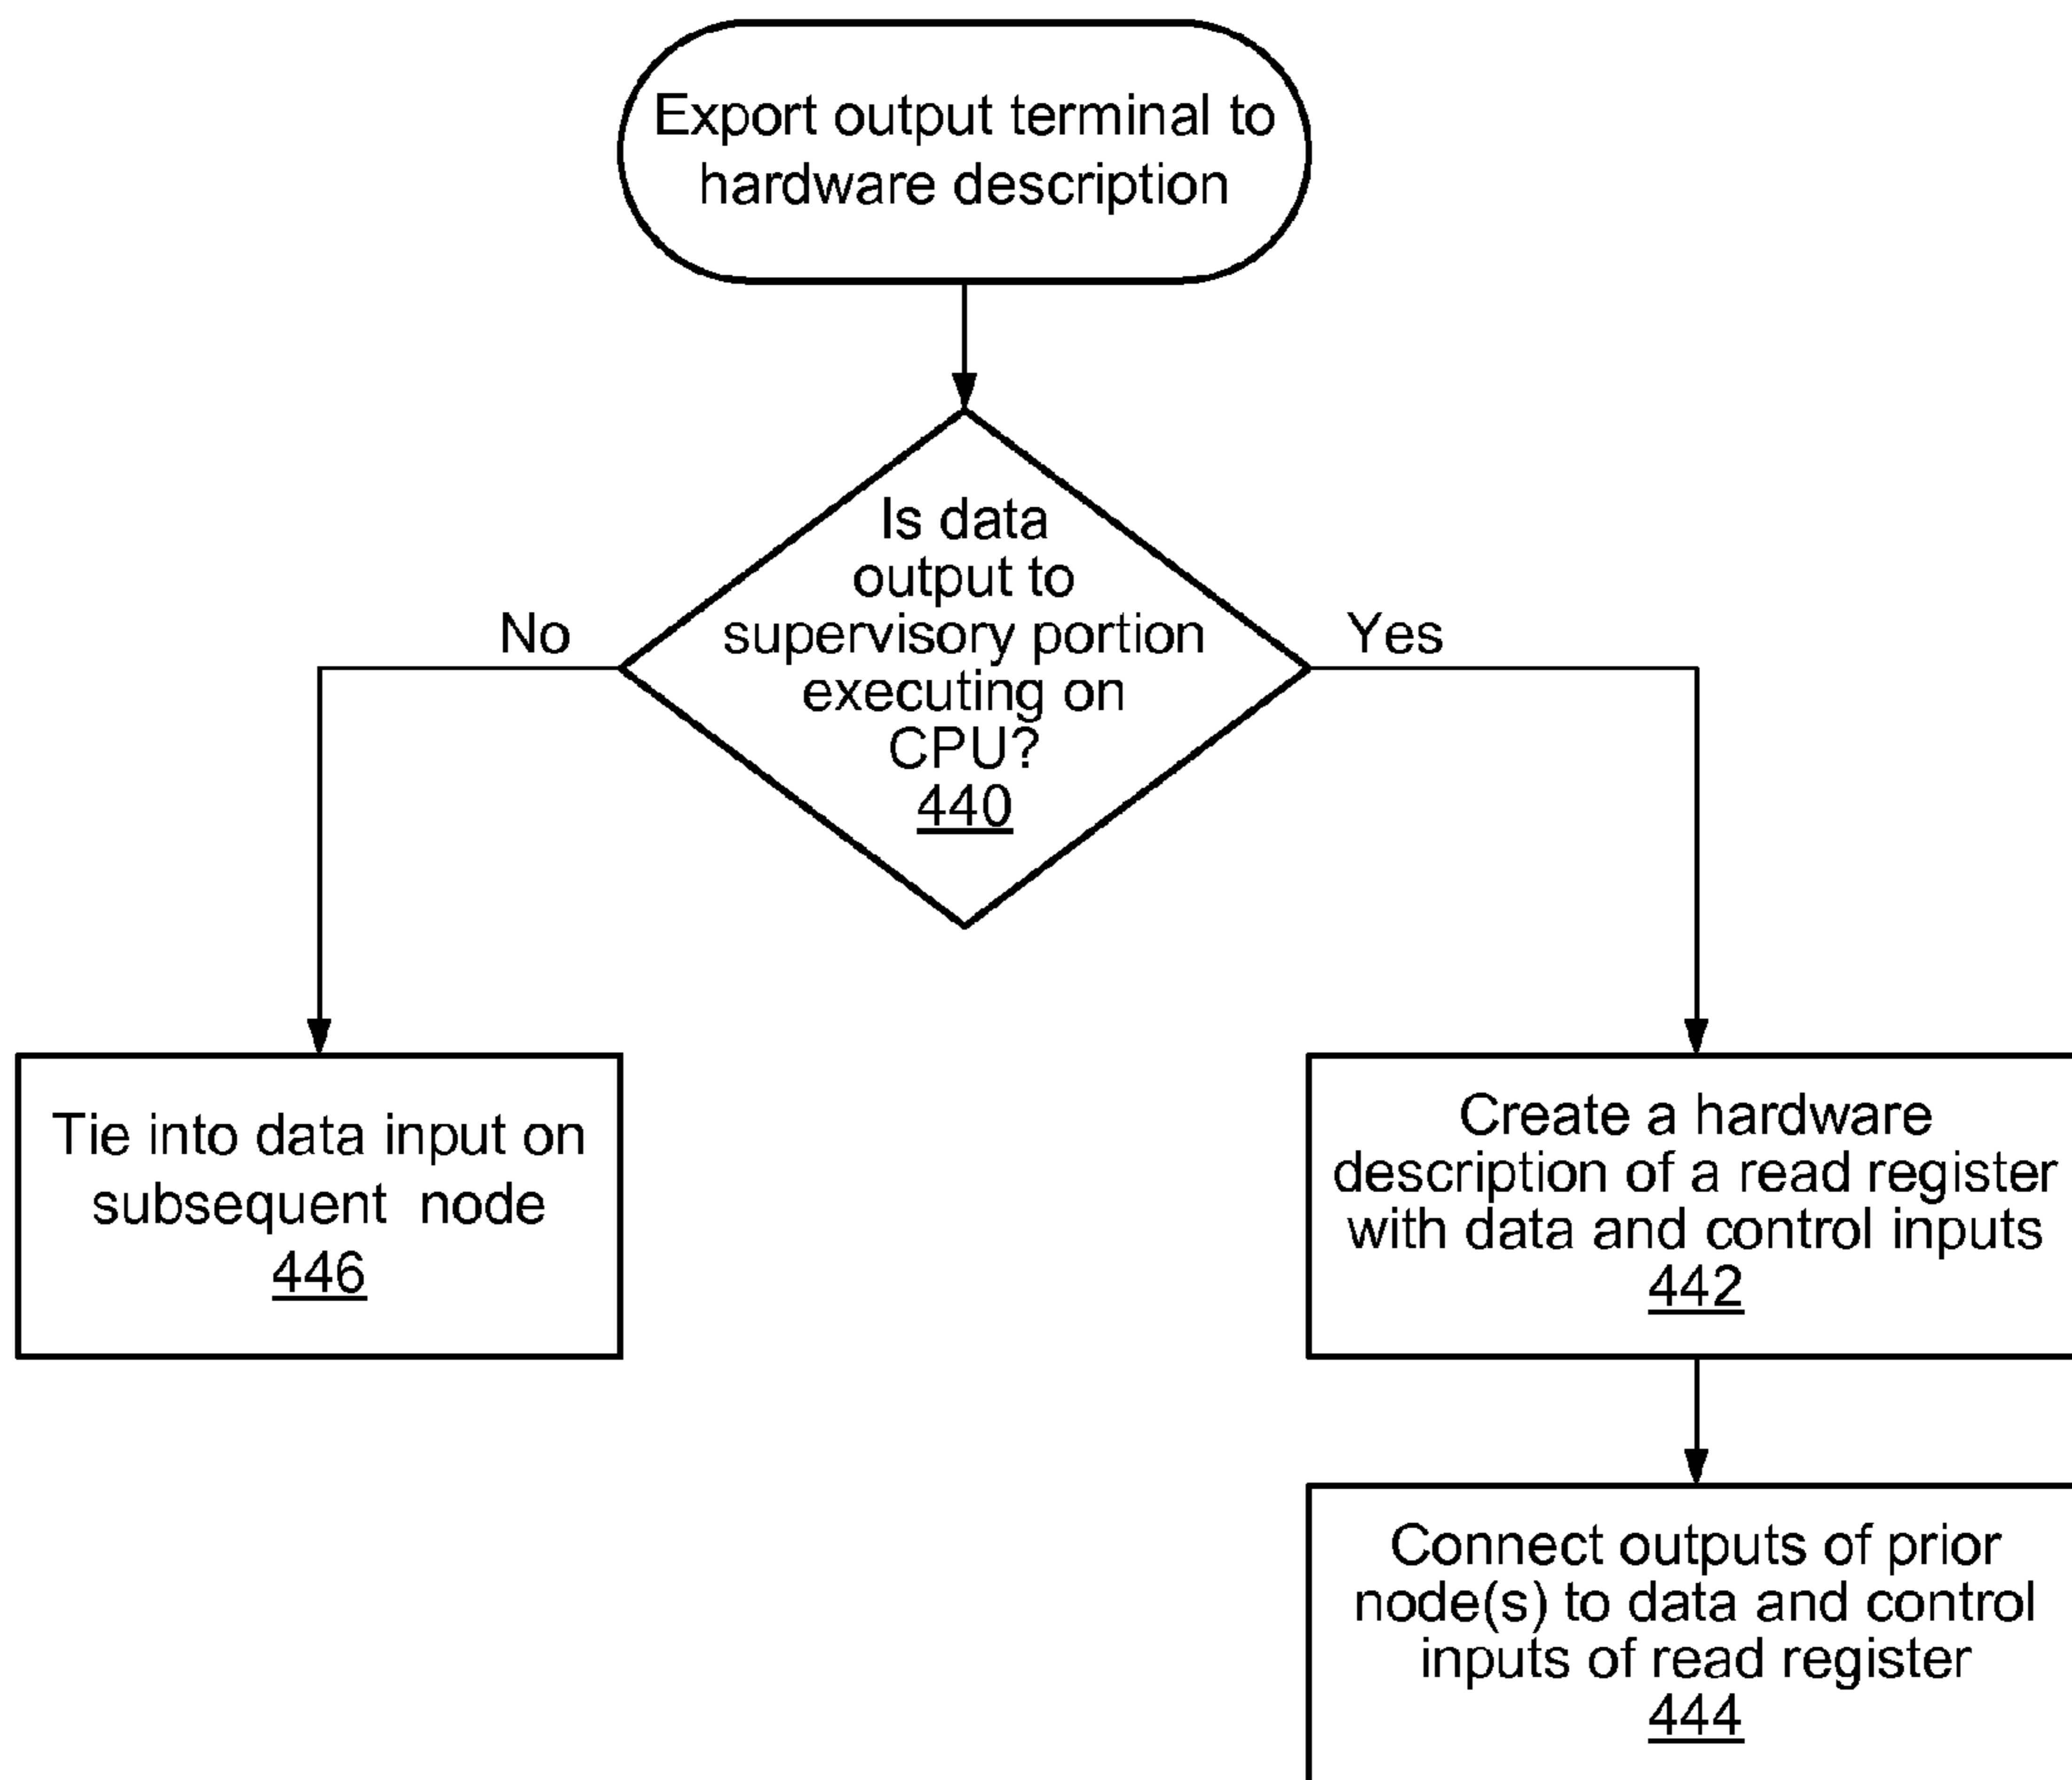 Export output terminal to
hardware description
Is data
output to
supervisory portion
executing on
CPU?
440
No
Yes
Tie into data input on
subsequent node
446
Create a hardware
description of a read register
with data and control inputs
442
Connect outputs of prior
node(s) to data and control
inputs of read register
444